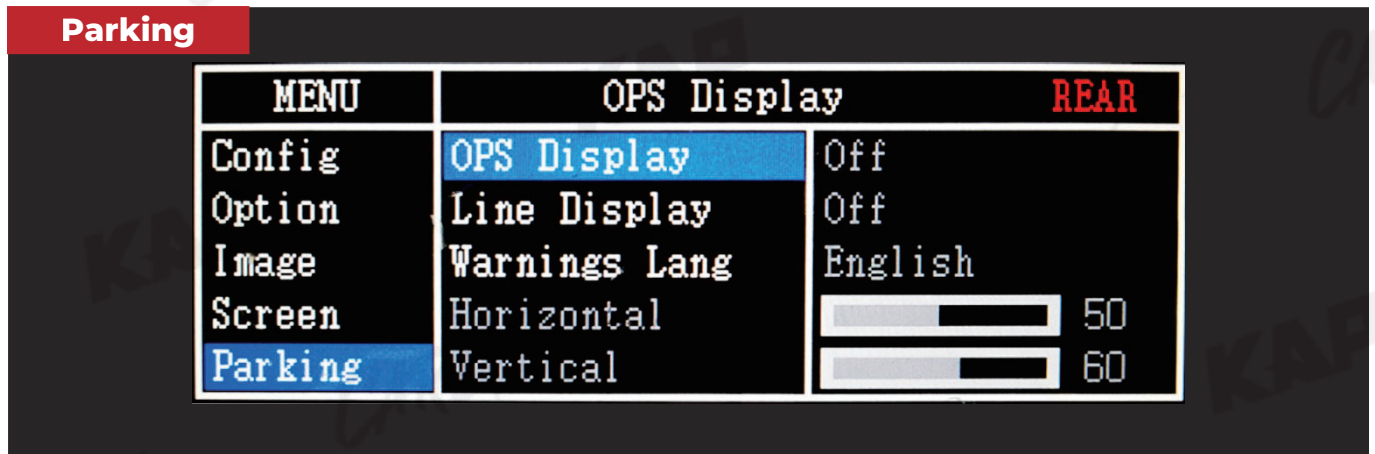 Parking
MENU OPS Display REAR
Config OPS Display Off
Option Line Display Off
Image Warnings Lang English
Screen Horizontal 50
Parking Vertical 60
KAP